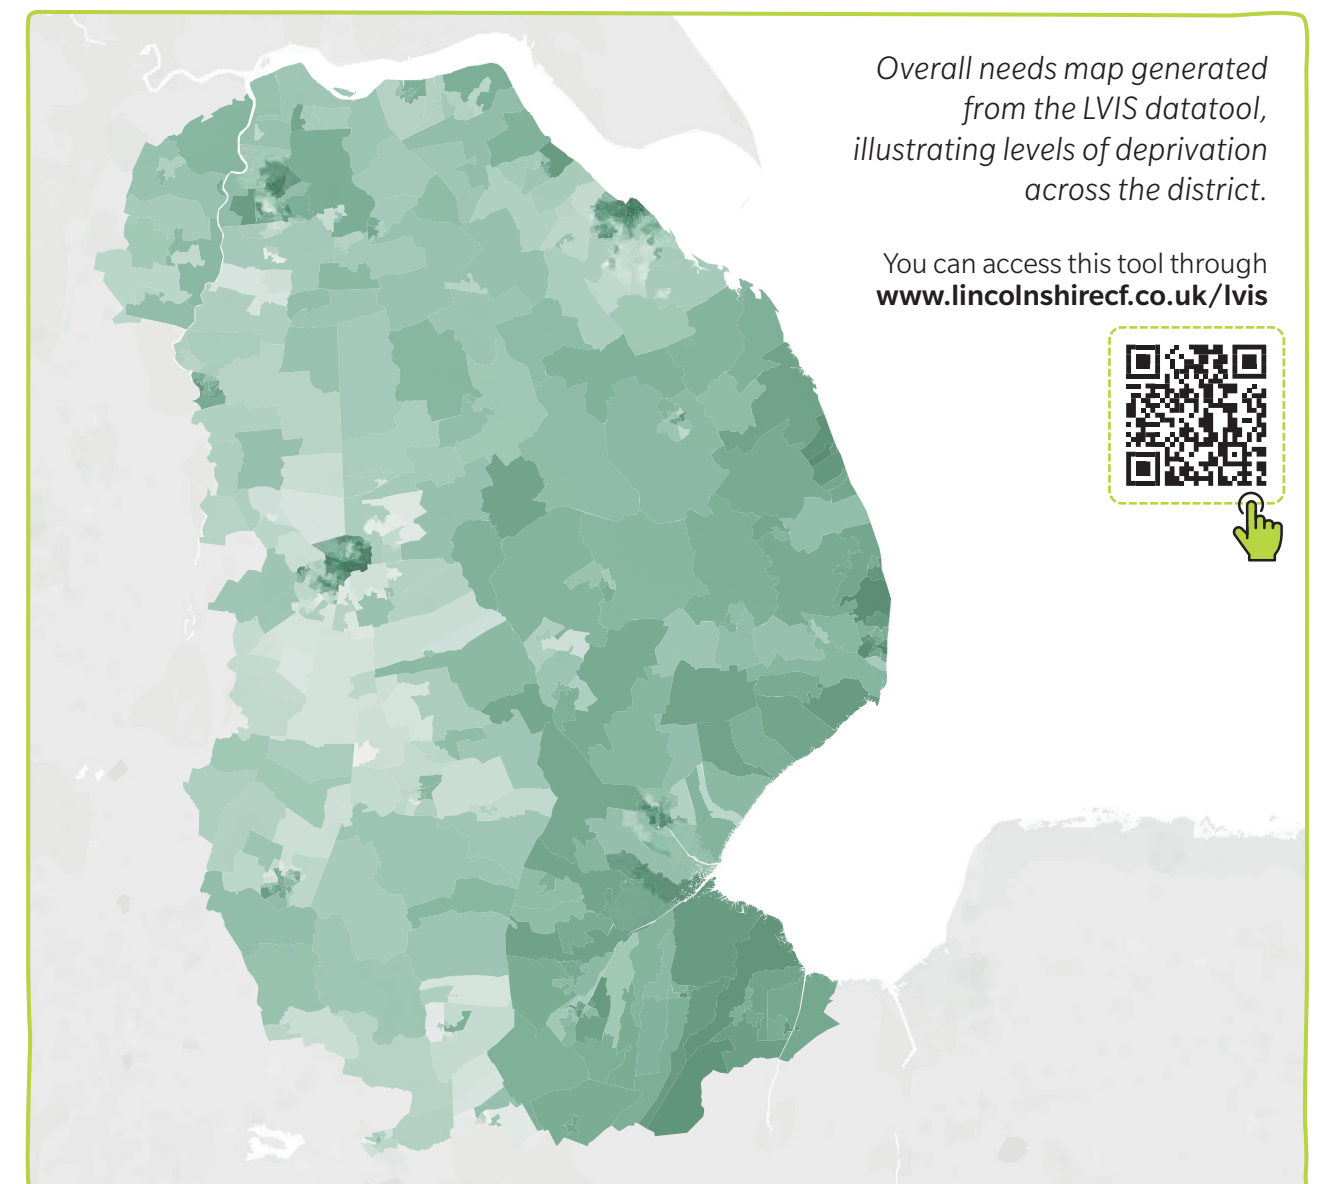 Overall needs map generated
from the LVIS datatool,
illustrating levels of deprivation
across the district.
You can access this tool through
www.lincolnshirecf.co.uk/lvis